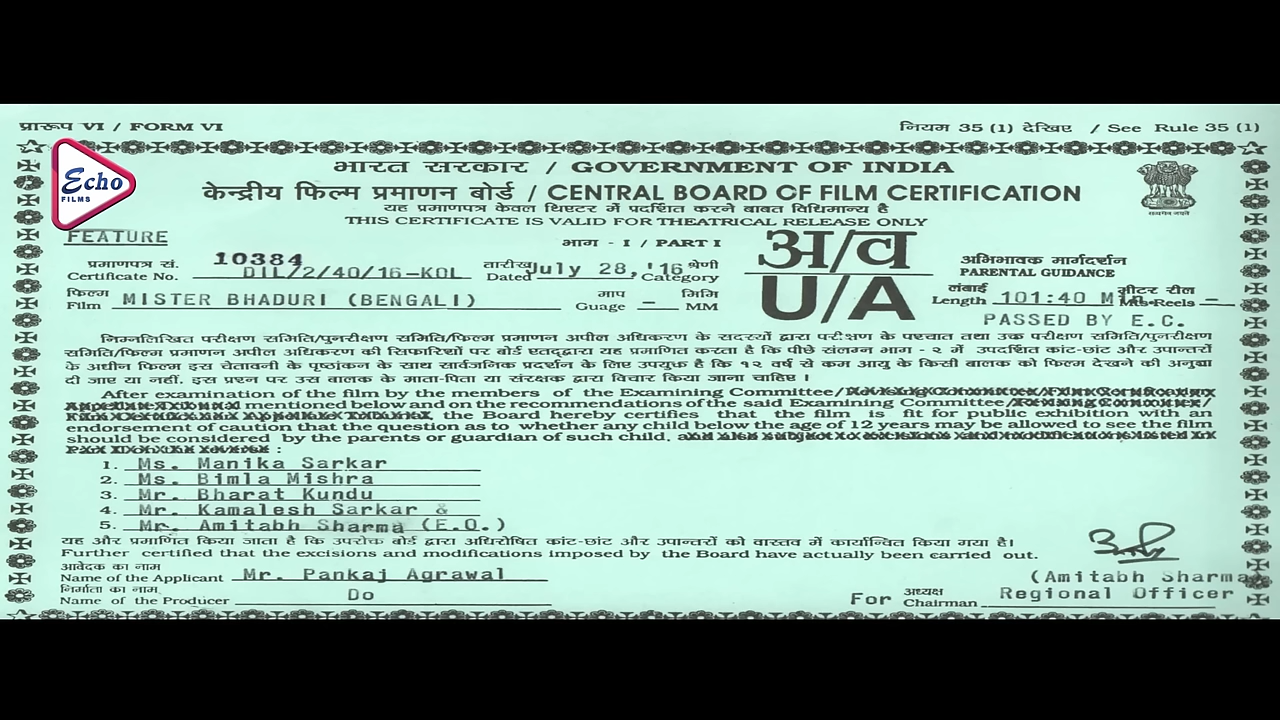 प्रारूप VI / FORM VI
नियम 35 (1) देखिए / See Rule 35 (1)
Echo
FILMS
भारत सरकार / GOVERNMENT OF INDIA
केन्द्रीय फिल्म प्रमाणन बोर्ड / CENTRAL BOARD OF FILM CERTIFICATION
सत्यमेव जयते
यह प्रमाणपत्र केवल थिएटर में प्रदर्शित करने बाबत विधिमान्य है
THIS CERTIFICATE IS VALID FOR THEATRICAL RELEASE ONLY
FEATURE
भाग - I / PART I
अ/व
U/A
प्रमाणपत्र सं. 10384
Certificate No. DIL/2/40/16-KOL
वारीख
Dated July 28,'16
श्रेणी
Category
अभिभावक मार्गदर्शन
PARENTAL GUIDANCE
फिल्म
Film MISTER BHADURI (BENGALI)
माप
Guage -
मिमि
MM
लंबाई
Length 101:40 Min.
मीटर रील
Mts.Reels -
PASSED BY E.C.
निम्नलिखित परीक्षण समिति/पुनरीक्षण समिति/फिल्म प्रमाणन अपील अधिकरण के सदस्यों द्वारा परीक्षण के पश्चात तथा उक्त परीक्षण समिति/पुनरीक्षण
समिति/फिल्म प्रमाणन अपील अधिकरण की सिफारिशों पर बोर्ड एतद्द्वारा यह प्रमाणित करता है कि पीछे संलग्न भाग - २ में उपदर्शित कांट-छांट और उपान्तरों
के अधीन फिल्म इस चेतावनी के पृष्ठांकन के साथ सार्वजनिक प्रदर्शन के लिए उपयुक्त है कि १२ वर्ष से कम आयु के किसी बालक को फिल्म देखने की अनुज्ञा
दी जाए या नहीं. इस प्रश्न पर उस बालक के माता-पिता या संरक्षक द्वारा विचार किया जाना चाहिए ।
After examination of the film by the members of the Examining Committee/
mentioned below and on the recommendations of the said Examining Committee/
the Board hereby certifies that the film is fit for public exhibition with an
endorsement of caution that the question as to whether any child below the age of 12 years may be allowed to see the film
should be considered by the parents or guardian of such child,
1. Ms. Manika Sarkar
2. Ms. Bimla Mishra
3. Mr. Bharat Kundu
4. Mr. Kamalesh Sarkar &
5. Mr. Amitabh Sharma (E.O.)
यह और प्रमाणित किया जाता है कि उपरोक्त बोर्ड द्वारा अधिरोपित कांट-छांट और उपान्तरों को वास्तव में कार्यान्वित किया गया है।
Further certified that the excisions and modifications imposed by the Board have actually been carried out.
आवेदक का नाम
Name of the Applicant Mr. Pankaj Agrawal
निर्माता का नाम
Name of the Producer Do
(Amitabh Sharma
Regional Officer
For अध्यक्ष
Chairman